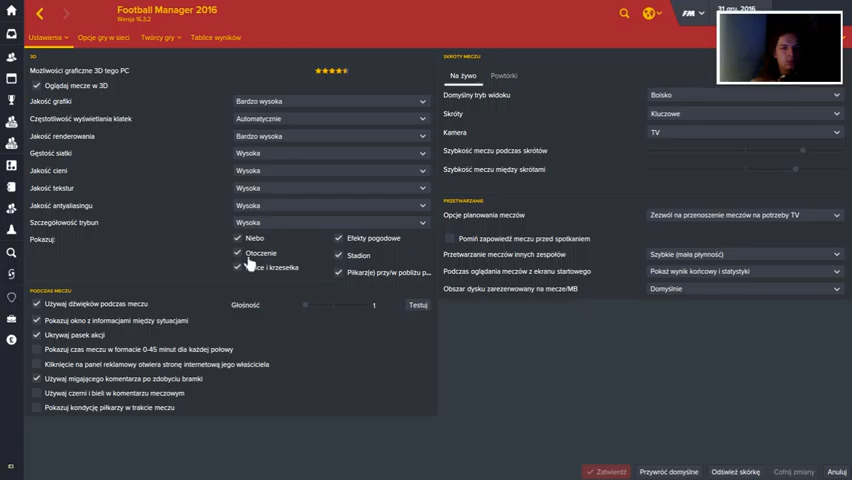 Football Manager 2016
Wersja 16.3.2
FM
31 gru 2016
Ustawienia
Opcje gry w sieci
Twórcy gry
Tablice wyników
3D
Możliwości graficzne 3D tego PC
Oglądaj mecze w 3D
Jakość grafiki
Bardzo wysoka
Częstotliwość wyświetlania klatek
Automatycznie
Jakość renderowania
Bardzo wysoka
Gęstość siatki
Wysoka
Jakość cieni
Wysoka
Jakość tekstur
Wysoka
Jakość antyaliasingu
Wysoka
Szczegółowość trybun
Wysoka
Pokazuj:
Niebo
Efekty pogodowe
Otoczenie
Stadion
i krzesełka
Piłkarz(e) przy/w pobliżu p...
PODCZAS MECZU
Używaj dźwięków podczas meczu
Głośność
1
Testuj
Pokazuj okno z informacjami między sytuacjami
Ukrywaj pasek akcji
Pokazuj czas meczu w formacie 0-45 minut dla każdej połowy
Kliknięcie na panel reklamowy otwiera stronę internetową jego właściciela
Używaj migającego komentarza po zdobyciu bramki
Używaj czerni i bieli w komentarzu meczowym
Pokazuj kondycję piłkarzy w trakcie meczu
SKRÓTY MECZU
Na żywo
Powtórki
Domyślny tryb widoku
Boisko
Skróty
Kluczowe
Kamera
TV
Szybkość meczu podczas skrótów
Szybkość meczu między skrótami
PRZETWARZANIE
Opcje planowania meczów
Zezwól na przenoszenie meczów na potrzeby TV
Pomiń zapowiedź meczu przed spotkaniem
Przetwarzanie meczów innych zespołów
Szybkie (mała płynność)
Podczas oglądania meczów z ekranu startowego
Pokaż wynik końcowy i statystyki
Obszar dysku zarezerwowany na mecze/MB
Domyślnie
Zatwierdź
Przywróć domyślne
Odśwież skórkę
Cofnij zmiany
Anuluj